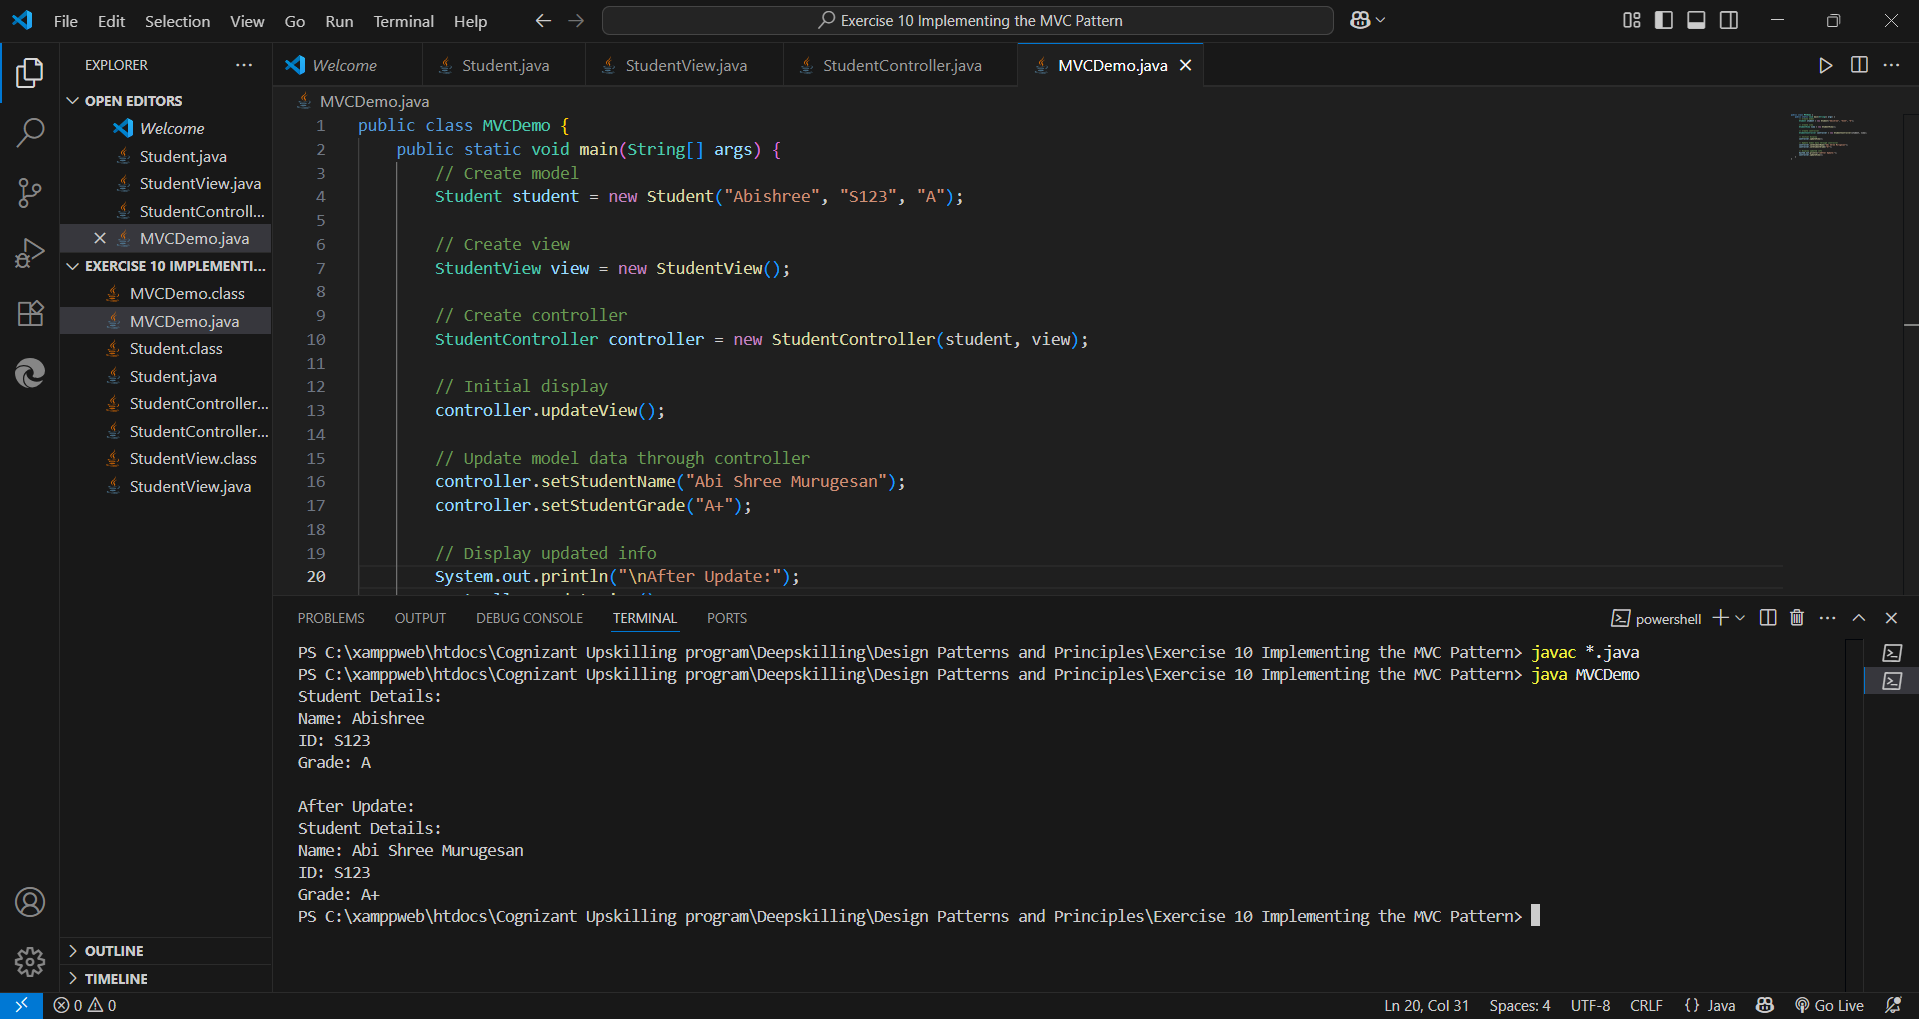 File Edit Selection View Go Run Terminal Help
Exercise 10 Implementing the MVC Pattern
EXPLORER
OPEN EDITORS
Welcome
Student.java
StudentView.java
StudentControll...
MVCDemo.java
EXERCISE 10 IMPLEMENTI...
MVCDemo.class
MVCDemo.java
Student.class
Student.java
StudentController...
StudentController...
StudentView.class
StudentView.java
OUTLINE
TIMELINE
Welcome Student.java StudentView.java StudentController.java MVCDemo.java
MVCDemo.java
1 public class MVCDemo {
2 public static void main(String[] args) {
3 // Create model
4 Student student = new Student("Abishree", "S123", "A");
5
6 // Create view
7 StudentView view = new StudentView();
8
9 // Create controller
10 StudentController controller = new StudentController(student, view);
11
12 // Initial display
13 controller.updateView();
14
15 // Update model data through controller
16 controller.setStudentName("Abi Shree Murugesan");
17 controller.setStudentGrade("A+");
18
19 // Display updated info
20 System.out.println("\nAfter Update:");
PROBLEMS OUTPUT DEBUG CONSOLE TERMINAL PORTS
powershell
PS C:\xamppweb\htdocs\Cognizant Upskilling program\Deepskilling\Design Patterns and Principles\Exercise 10 Implementing the MVC Pattern> javac *.java
PS C:\xamppweb\htdocs\Cognizant Upskilling program\Deepskilling\Design Patterns and Principles\Exercise 10 Implementing the MVC Pattern> java MVCDemo
Student Details:
Name: Abishree
ID: S123
Grade: A

After Update:
Student Details:
Name: Abi Shree Murugesan
ID: S123
Grade: A+
PS C:\xamppweb\htdocs\Cognizant Upskilling program\Deepskilling\Design Patterns and Principles\Exercise 10 Implementing the MVC Pattern>
0 0
Ln 20, Col 31 Spaces: 4 UTF-8 CRLF {} Java Go Live